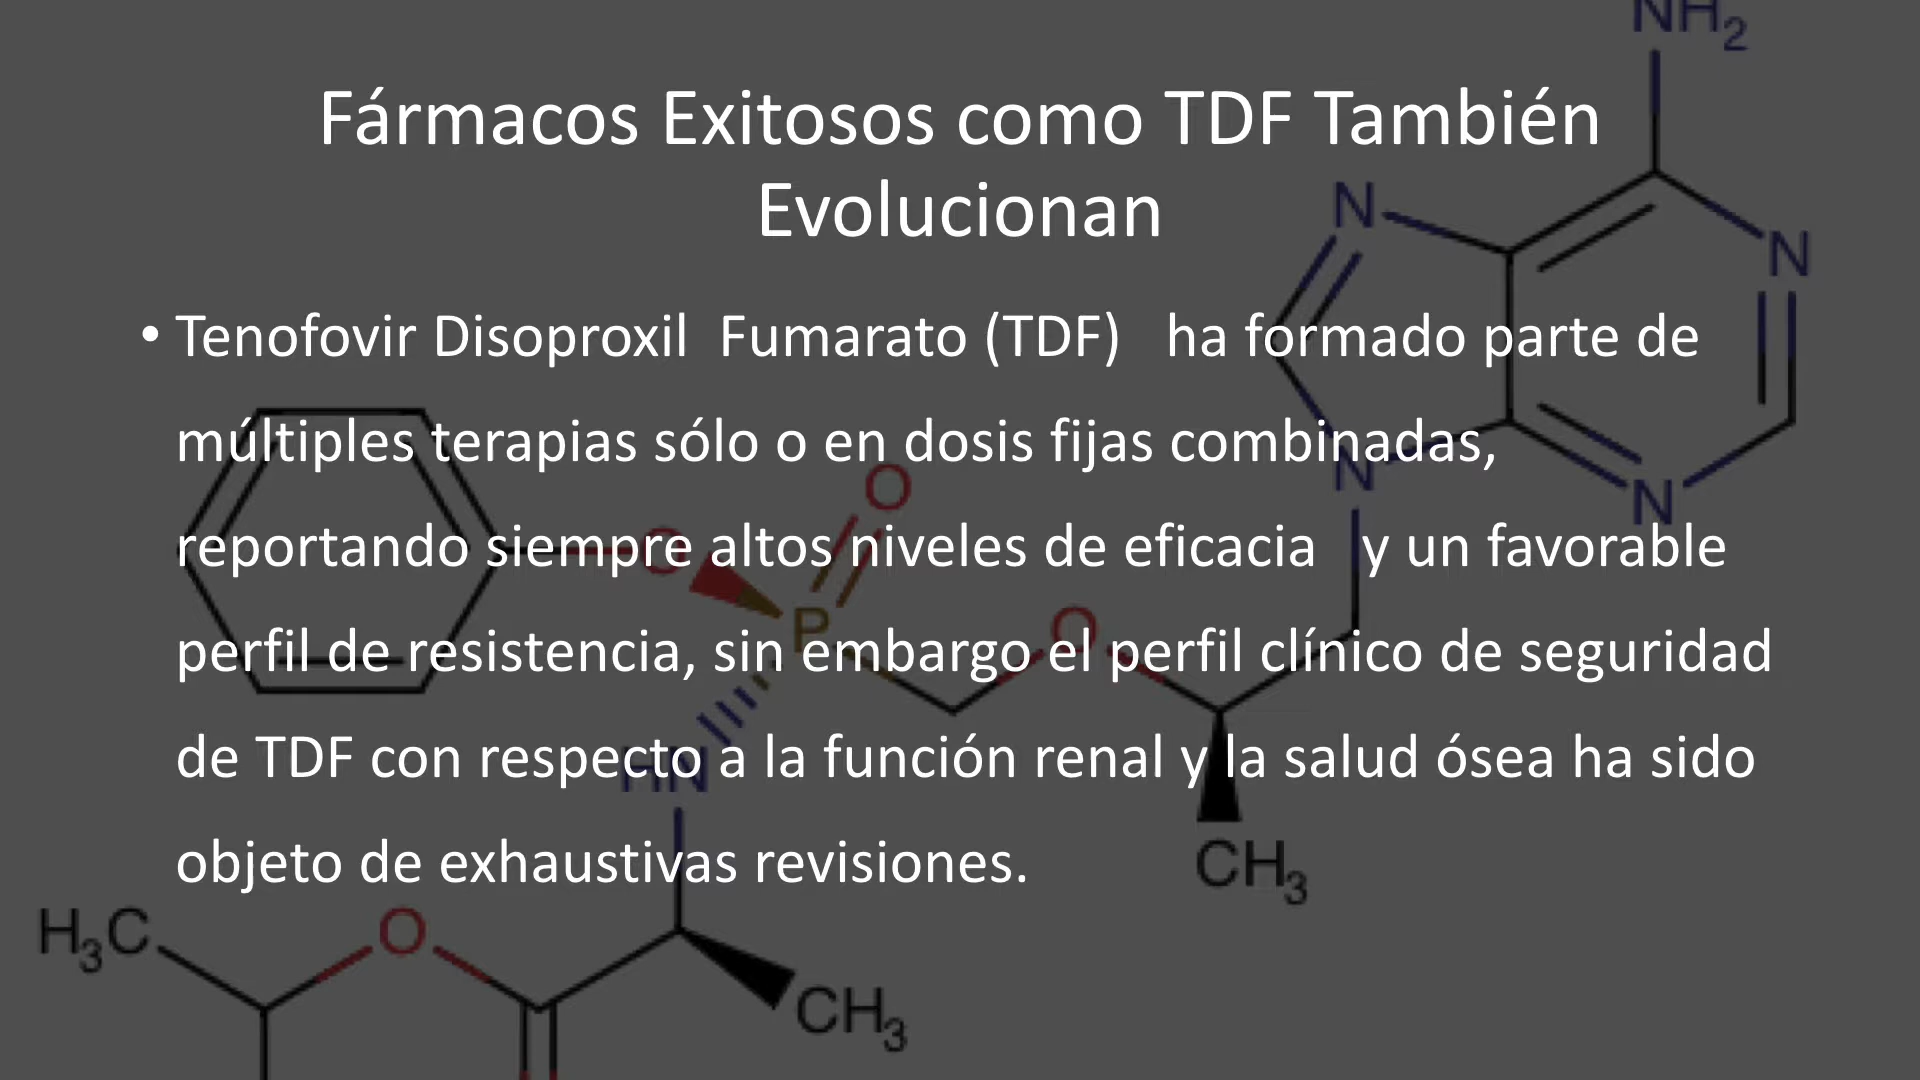 Fármacos Exitosos como TDF También
Evolucionan
• Tenofovir Disoproxil  Fumarato (TDF)   ha formado parte de
múltiples terapias sólo o en dosis fijas combinadas,
reportando siempre altos niveles de eficacia   y un favorable
perfil de resistencia, sin embargo el perfil clínico de seguridad
de TDF con respecto a la función renal y la salud ósea ha sido
objeto de exhaustivas revisiones.
NH2
N
N
N
N
O
O
P
O
HN
CH3
H3C
O
CH3